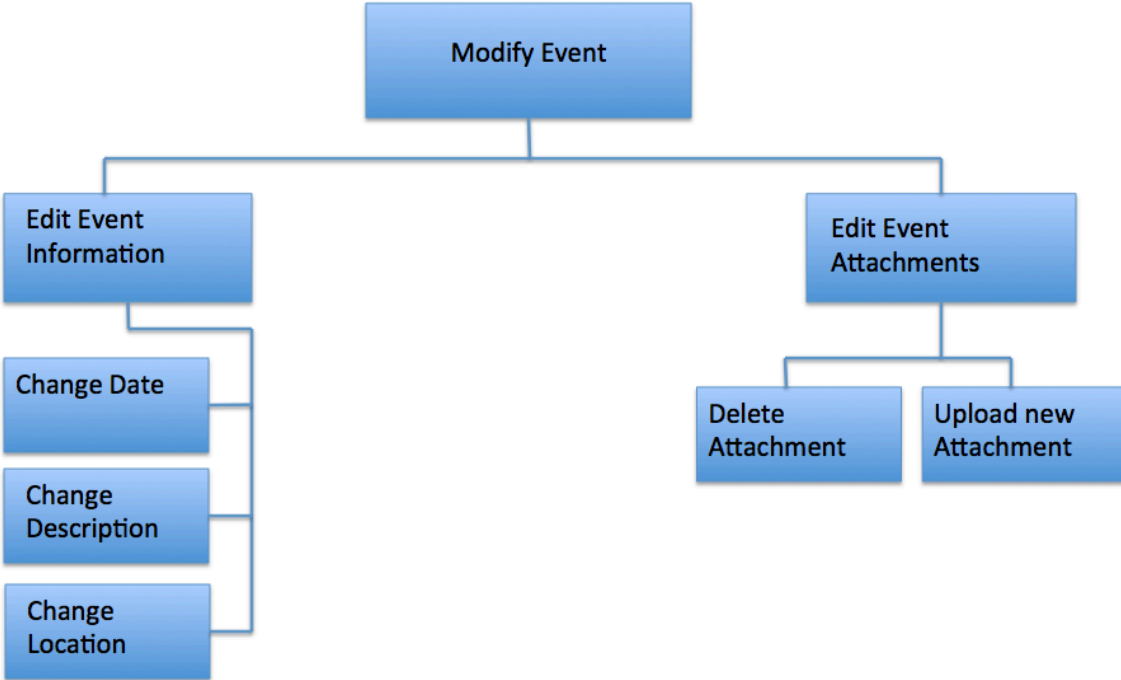 Modify Event
Edit Event
Information
Edit Event
Attachments
Change Date
Change
Description
Change
Location
Delete
Attachment
Upload new
Attachment